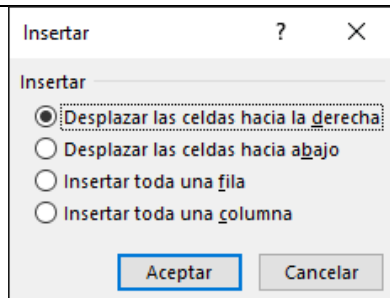 Insertar ?
Insertar
Desplazar las celdas hacia la derecha
Desplazar las celdas hacia abajo
Insertar toda una fila
Insertar toda una columna
Aceptar Cancelar